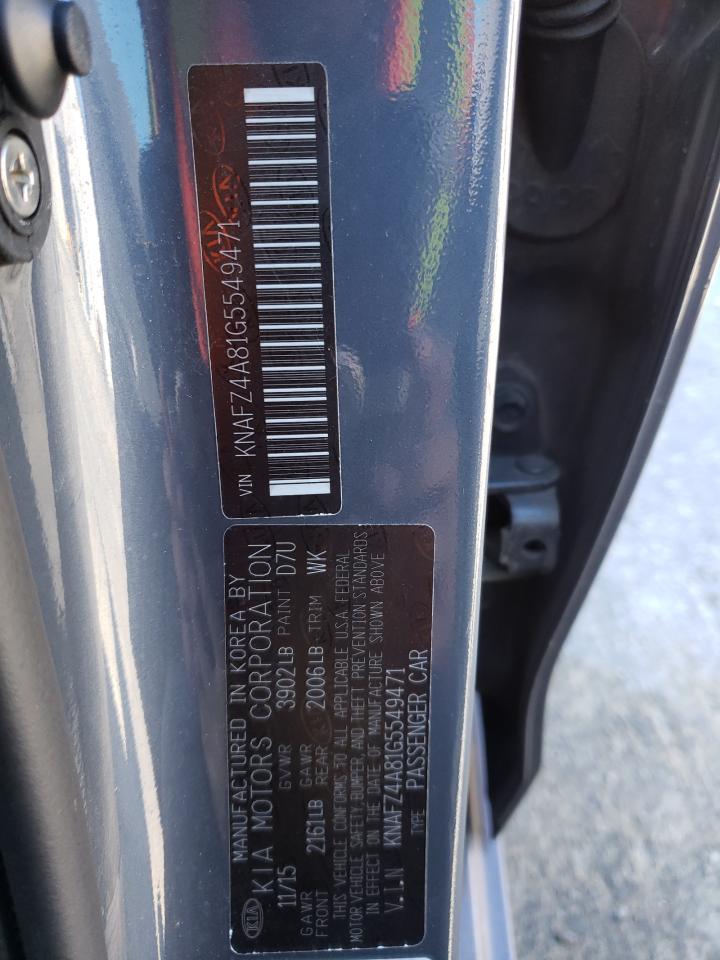 VIN KNAFZ4A81G5549471
MANUFACTURED IN KOREA BY
KIA KIA MOTORS CORPORATION
11/15 GVWR 3902LB PAINT D7U
GAWR FRONT 2161LB GAWR REAR 2006LB TRIM WK
THIS VEHICLE CONFORMS TO ALL APPLICABLE U.S.A. FEDERAL
MOTOR VEHICLE SAFETY, BUMPER, AND THEFT PREVENTION STANDARDS
IN EFFECT ON THE DATE OF MANUFACTURE SHOWN ABOVE
V.I.N KNAFZ4A81G5549471
TYPE PASSENGER CAR